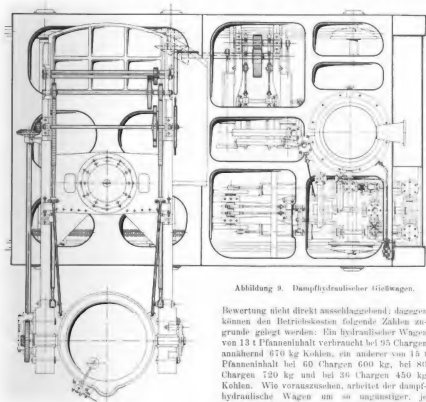 Abbildung 9. Dampfhydraulischer Gießwagen.
Bewertung nicht direkt ausschlaggebend; dagegen
können den Betriebskosten folgende Zahlen zu-
grunde gelegt werden: Ein hydraulischer Wagen
von 13 t Pfanneninhalt verbraucht bei 95 Chargen
annähernd 670 kg Kohlen, ein anderer von 15 t
Pfanneninhalt bei 60 Chargen 600 kg, bei 80
Chargen 720 kg und bei 36 Chargen 450 kg
Kohlen. Wie vorauszusehen, arbeitet der dampf-
hydraulische Wagen um so ungünstiger, je